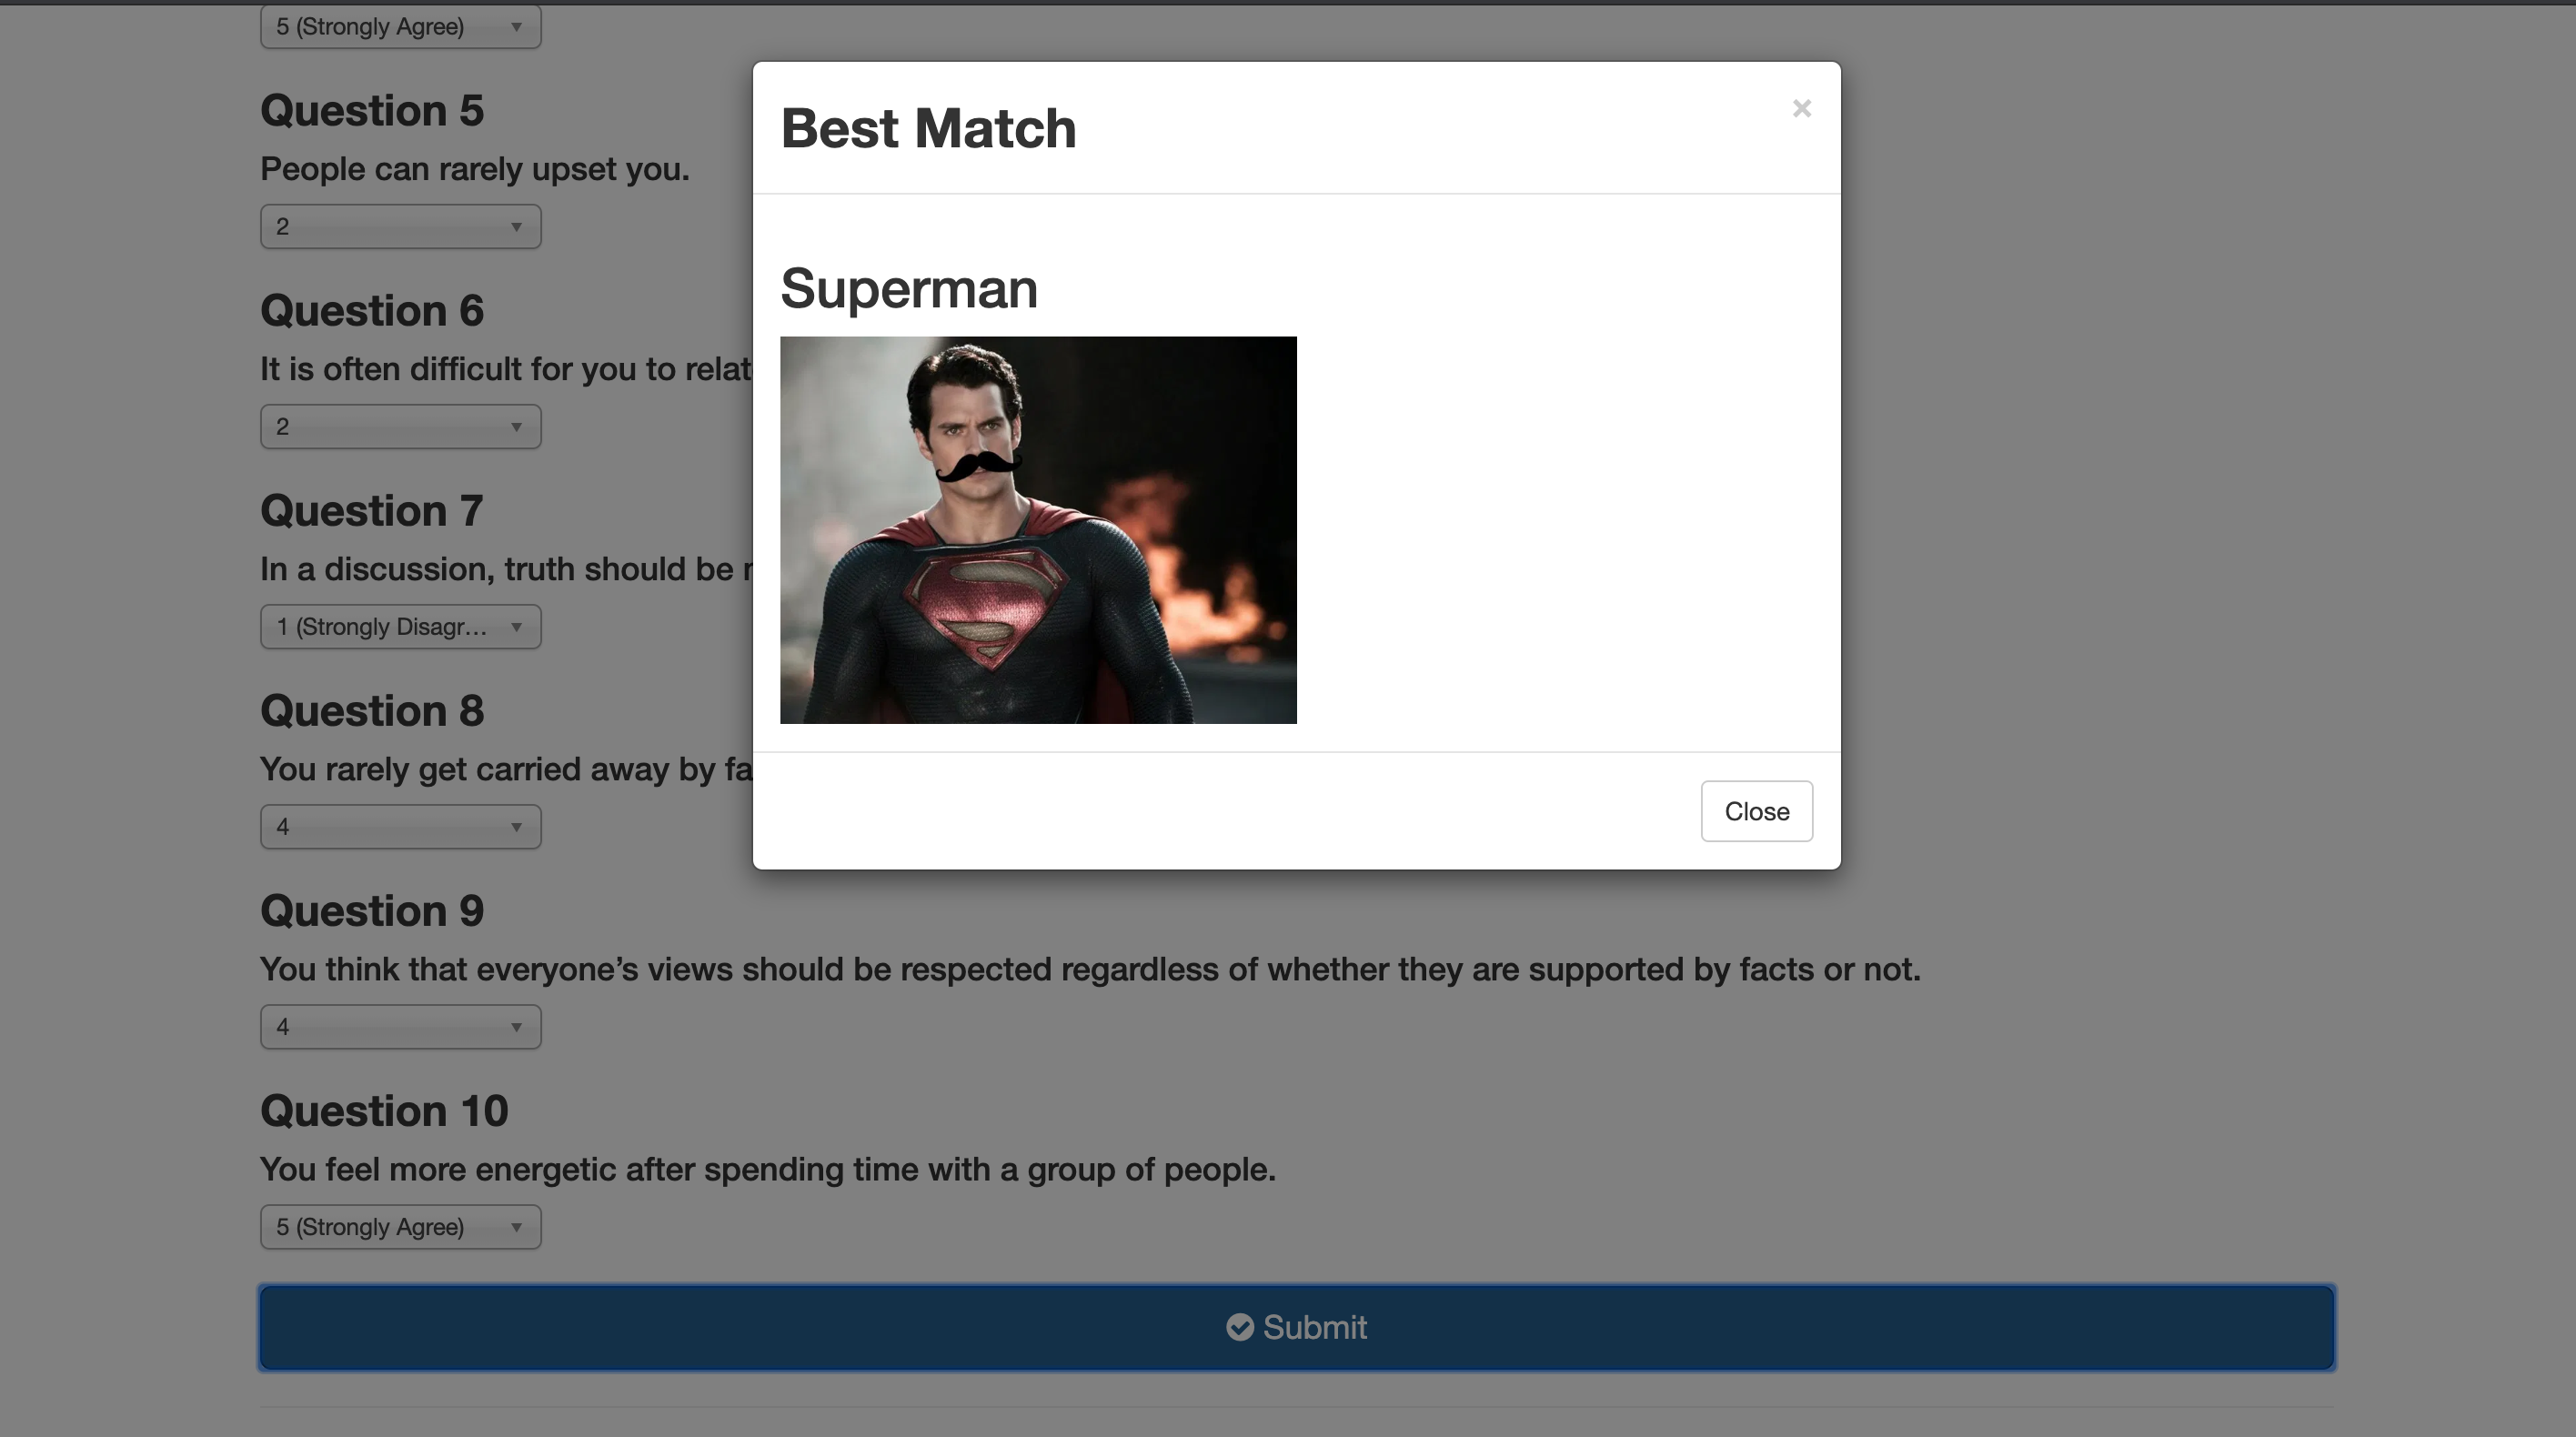 5 (Strongly Agree)
Question 5
People can rarely upset you.
2
Question 6
It is often difficult for you to
2
Question 7
In a discussion, truth should be
1 (Strongly Disagr...
Question 8
You rarely get carried away by
4
Question 9
You think that everyone’s views should be respected regardless of whether they are supported by facts or not.
4
Question 10
You feel more energetic after spending time with a group of people.
5 (Strongly Agree)
Submit
Best Match
×
Superman
Close